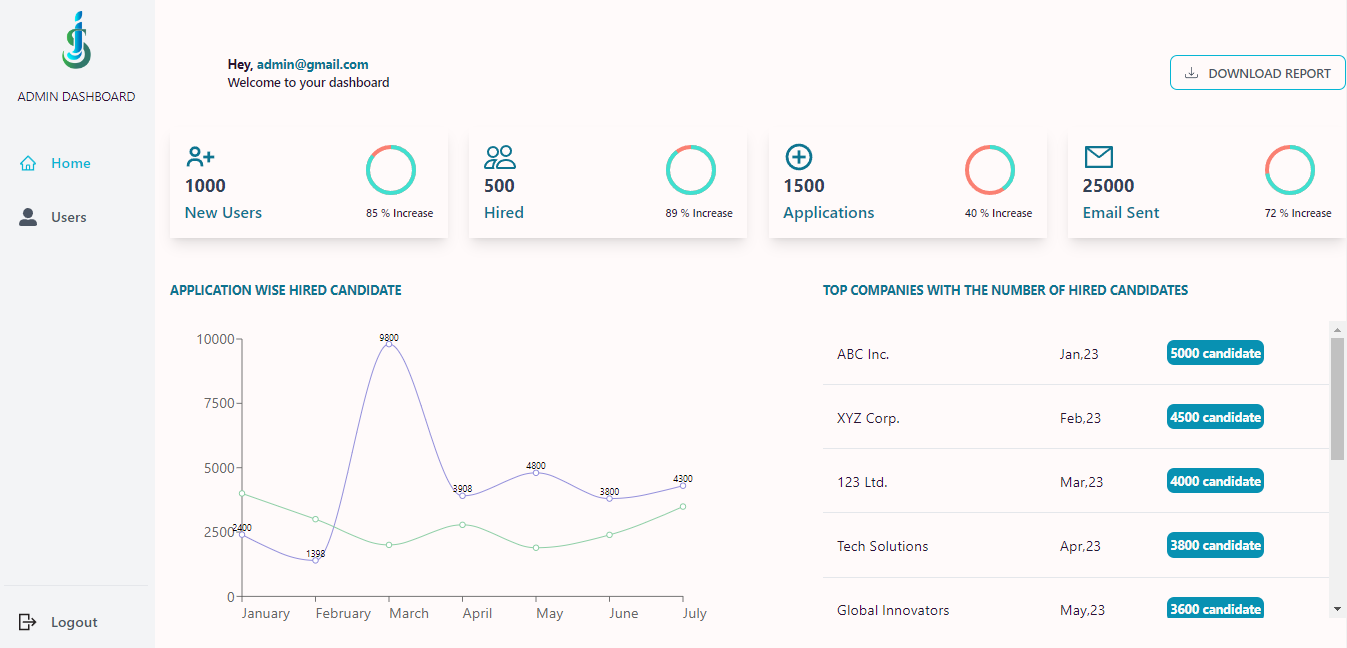 ADMIN DASHBOARD
Home
Users
Logout
Hey, admin@gmail.com
Welcome to your dashboard
DOWNLOAD REPORT
1000
New Users
85 % Increase
500
Hired
89 % Increase
1500
Applications
40 % Increase
25000
Email Sent
72 % Increase
APPLICATION WISE HIRED CANDIDATE
10000
7500
5000
2500
0
2400
1398
9800
3908
4800
3800
4300
January February March April May June July
TOP COMPANIES WITH THE NUMBER OF HIRED CANDIDATES
ABC Inc. Jan,23 5000 candidate
XYZ Corp. Feb,23 4500 candidate
123 Ltd. Mar,23 4000 candidate
Tech Solutions Apr,23 3800 candidate
Global Innovators May,23 3600 candidate